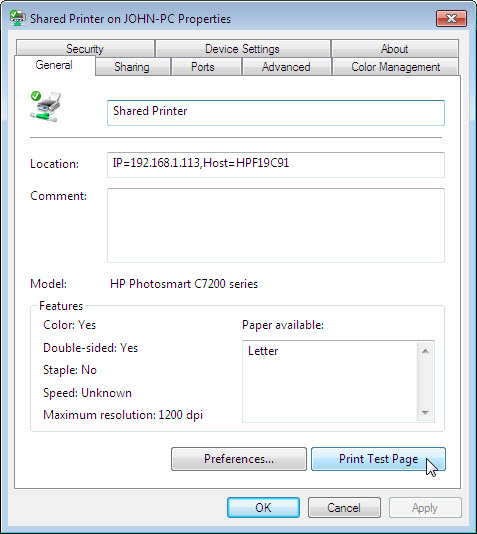 Shared Printer on JOHN-PC Properties
Security Device Settings About
General Sharing Ports Advanced Color Management
Shared Printer
Location: IP=192.168.1.113,Host=HPF19C91
Comment:
Model: HP Photosmart C7200 series
Features
Color: Yes Paper available:
Double-sided: Yes Letter
Staple: No
Speed: Unknown
Maximum resolution: 1200 dpi
Preferences... Print Test Page
OK Cancel Apply